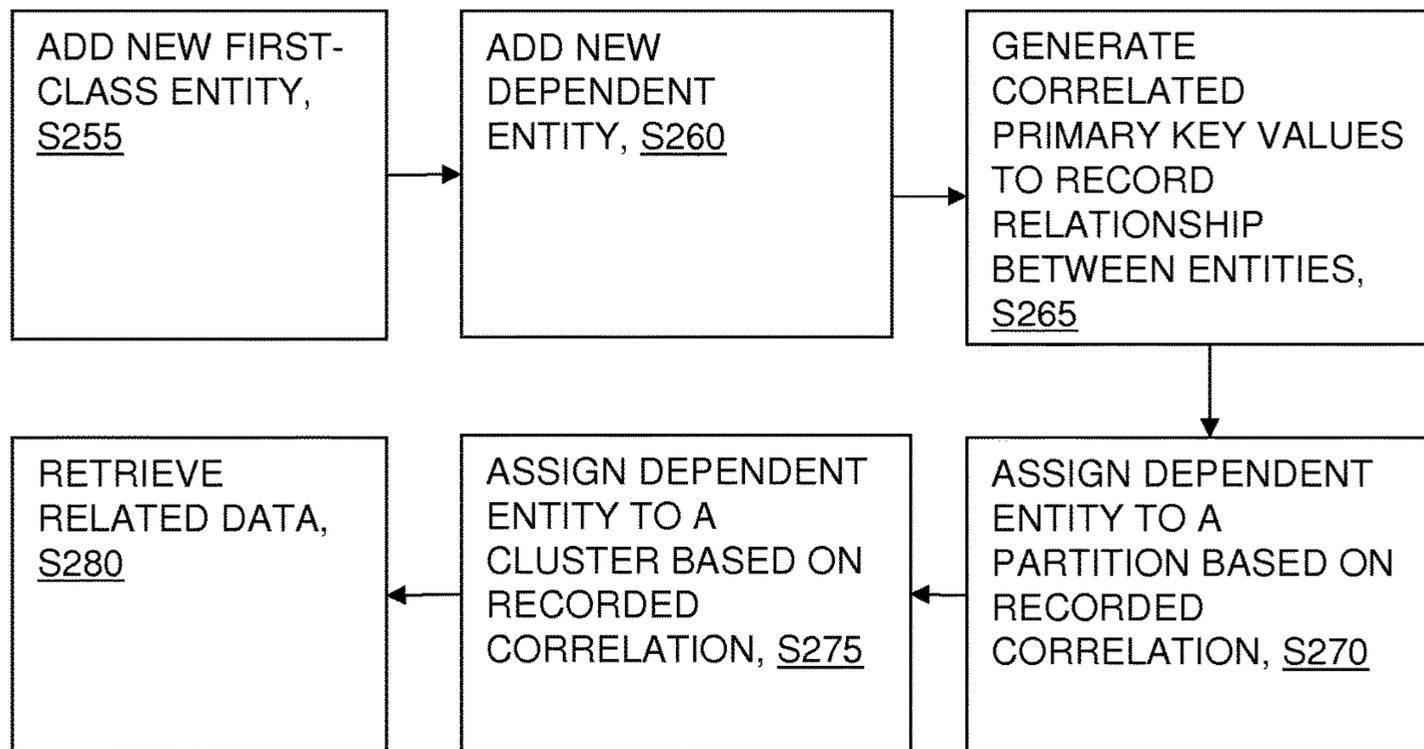 ADD NEW FIRST-
CLASS ENTITY,
S255
ADD NEW
DEPENDENT
ENTITY, S260
GENERATE
CORRELATED
PRIMARY KEY VALUES
TO RECORD
RELATIONSHIP
BETWEEN ENTITIES,
S265
ASSIGN DEPENDENT
ENTITY TO A
PARTITION BASED ON
RECORDED
CORRELATION, S270
ASSIGN DEPENDENT
ENTITY TO A
CLUSTER BASED ON
RECORDED
CORRELATION, S275
RETRIEVE
RELATED DATA,
S280